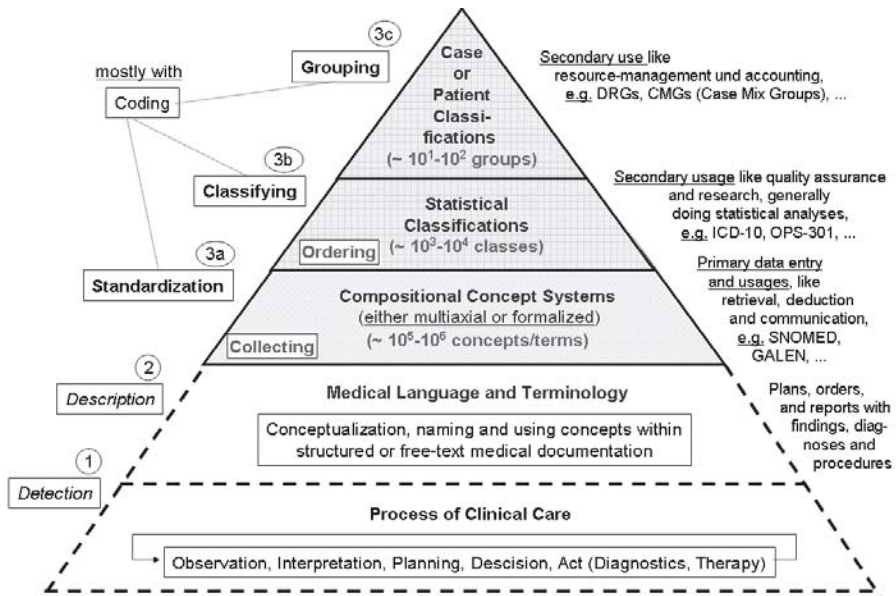 3c
Grouping
mostly with
Coding
3b
Classifying
3a
Standardization
2
Description
1
Detection
Case
or
Patient
Classi-
fications
(~ 10¹-10² groups)
Statistical
Classifications
Ordering
(~ 10³-10⁴ classes)
Compositional Concept Systems
(either multiaxial or formalized)
Collecting
(~ 10⁵-10⁶ concepts/terms)
Medical Language and Terminology
Conceptualization, naming and using concepts within
structured or free-text medical documentation
Process of Clinical Care
Observation, Interpretation, Planning, Descision, Act (Diagnostics, Therapy)
Secondary use like
resource-management und accounting,
e.g. DRGs, CMGs (Case Mix Groups), ...
Secondary usage like quality assurance
and research, generally
doing statistical analyses,
e.g. ICD-10, OPS-301, ...
Primary data entry
and usages, like
retrieval, deduction
and communication,
e.g. SNOMED,
GALEN, ...
Plans, orders,
and reports with
findings, diag-
noses and
procedures